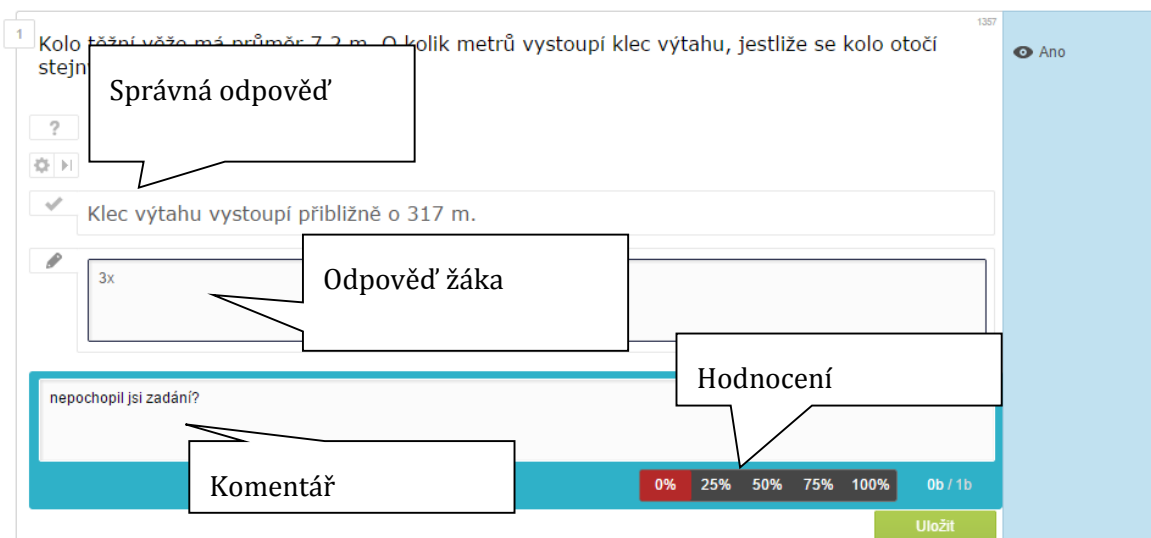 1357
1
Kolo těžní věže má průměr 7,2 m. O kolik metrů vystoupí klec výtahu, jestliže se kolo otočí
stejn
Ano
Správná odpověď
?
Klec výtahu vystoupí přibližně o 317 m.
3x
Odpověď žáka
Hodnocení
nepochopil jsi zadání?
Komentář
0% 25% 50% 75% 100% 0b / 1b
Uložit